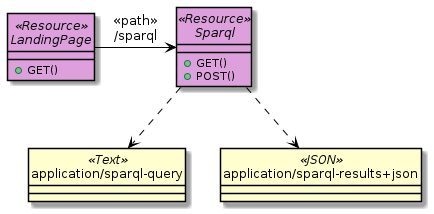 «Resource»
LandingPage
GET()
«path»
/sparql
«Resource»
Sparql
GET()
POST()
«Text»
application/sparql-query
«JSON»
application/sparql-results+json